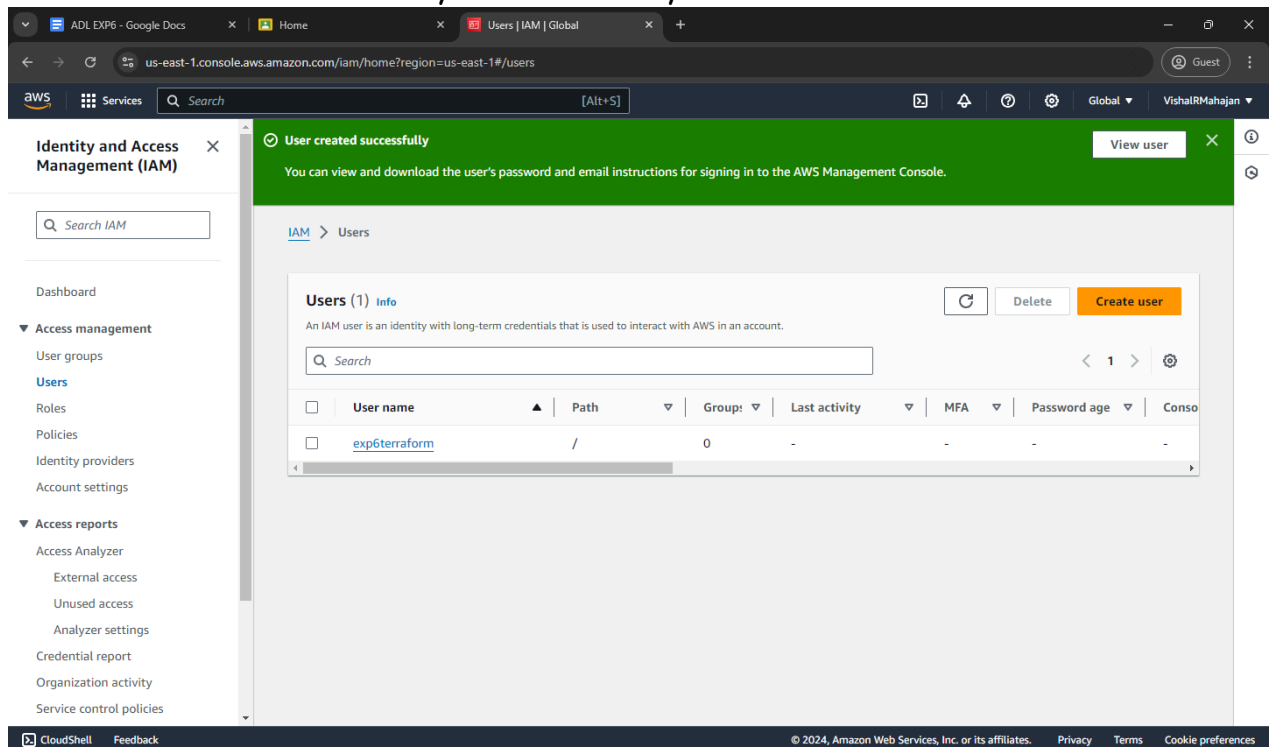 ADL EXP6 - Google Docs
Home
Users | IAM | Global
us-east-1.console.aws.amazon.com/iam/home?region=us-east-1#/users
Guest
aws Services Search [Alt+S] Global VishalRMahajan
Identity and Access
Management (IAM)
Search IAM
Dashboard
Access management
User groups
Users
Roles
Policies
Identity providers
Account settings
Access reports
Access Analyzer
External access
Unused access
Analyzer settings
Credential report
Organization activity
Service control policies
User created successfully
View user
You can view and download the user's password and email instructions for signing in to the AWS Management Console.
IAM > Users
Users (1) Info
Delete
Create user
An IAM user is an identity with long-term credentials that is used to interact with AWS in an account.
Search
1
User name Path Group: Last activity MFA Password age Conso
exp6terraform / 0 - - - -
CloudShell Feedback © 2024, Amazon Web Services, Inc. or its affiliates. Privacy Terms Cookie preferences